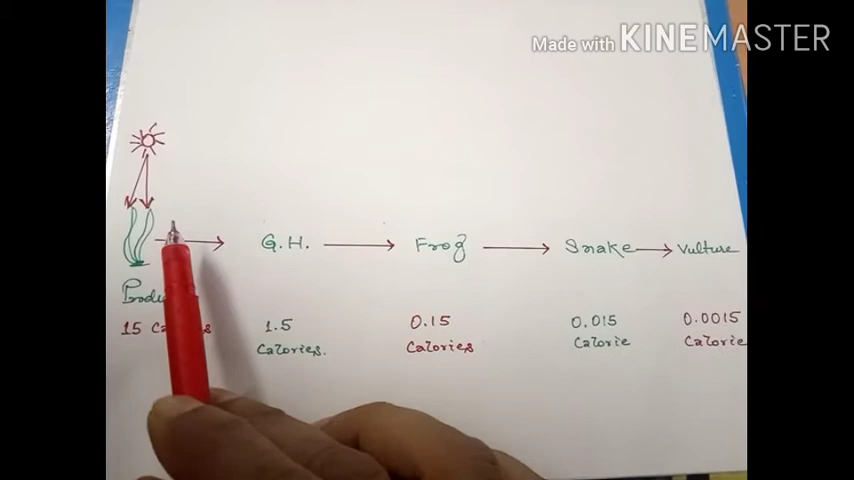 Made with KINEMASTER
G.H. Frog Snake Vulture
15 1.5 0.15 0.015 0.0015
Calories. Calories Calorie Calorie